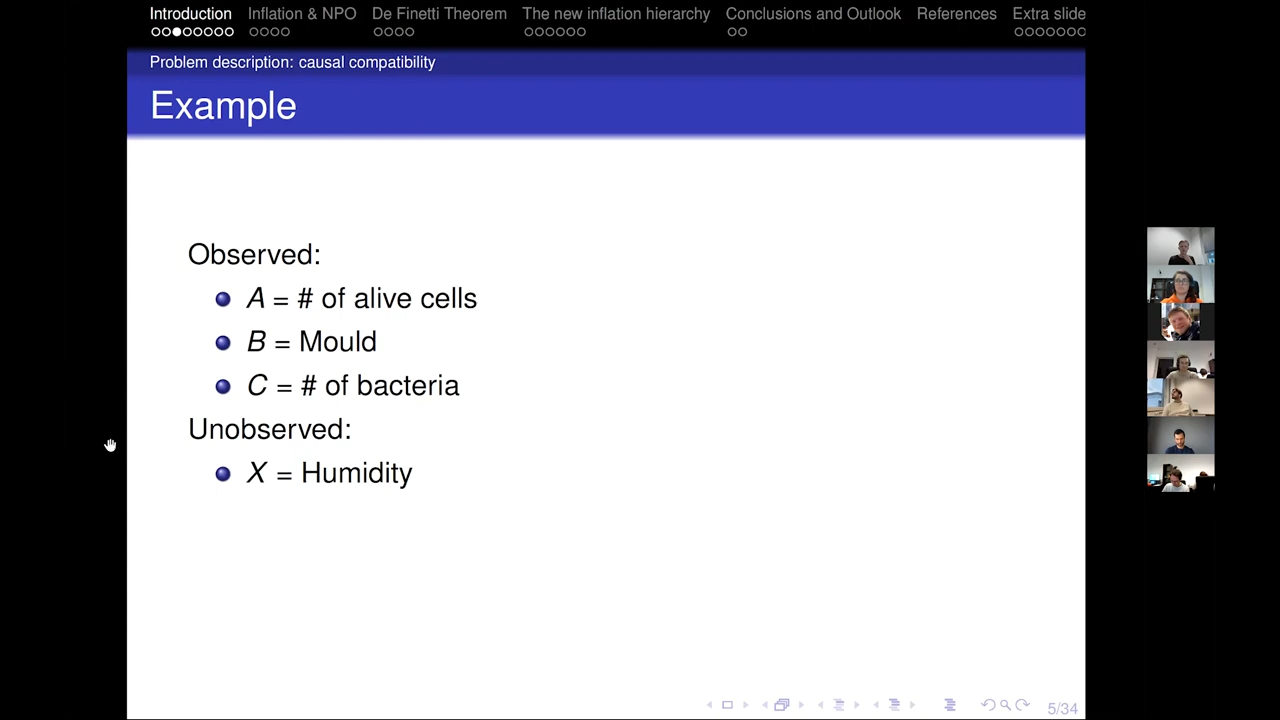 Introduction Inflation & NPO De Finetti Theorem The new inflation hierarchy Conclusions and Outlook References Extra slide
Problem description: causal compatibility
Example
Observed:
A = # of alive cells
B = Mould
C = # of bacteria
Unobserved:
X = Humidity
5/34